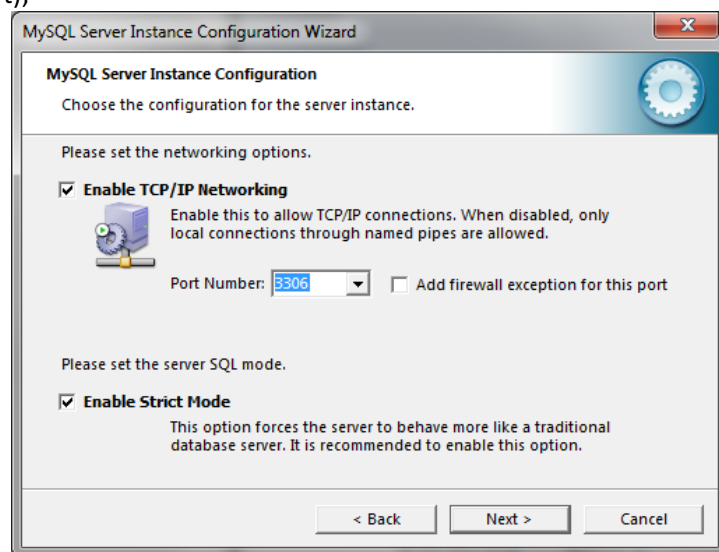 t),
MySQL Server Instance Configuration Wizard
MySQL Server Instance Configuration
Choose the configuration for the server instance.
Please set the networking options.
Enable TCP/IP Networking
Enable this to allow TCP/IP connections. When disabled, only
local connections through named pipes are allowed.
Port Number: 3306 Add firewall exception for this port
Please set the server SQL mode.
Enable Strict Mode
This option forces the server to behave more like a traditional
database server. It is recommended to enable this option.
< Back Next > Cancel